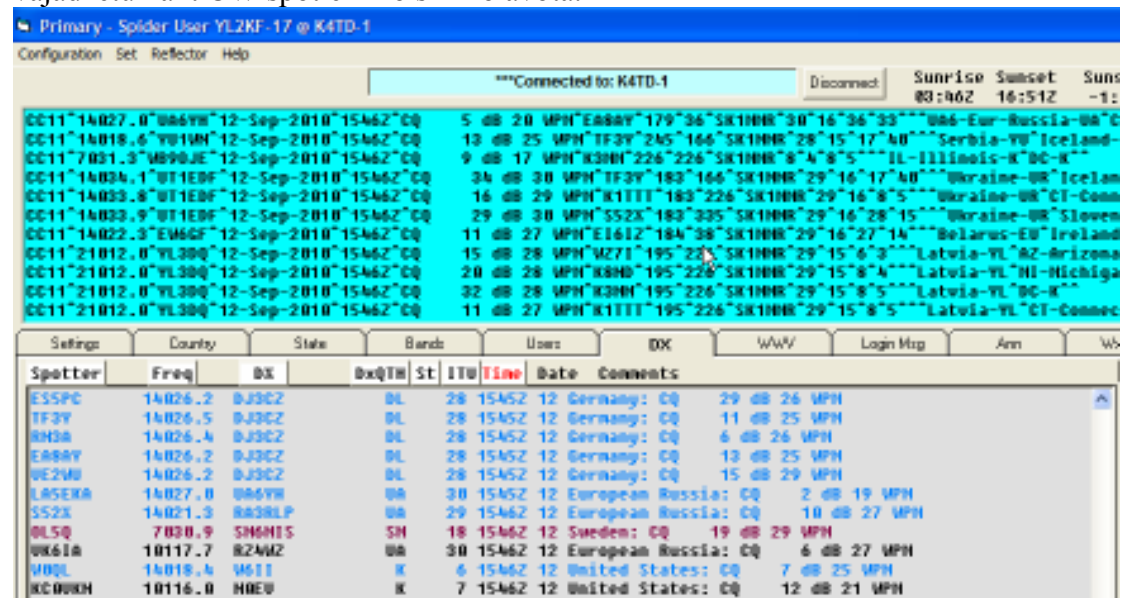 Primary - Spider User YL2KF-17 @ K4TD-1
Configuration Set Reflector Help
***Connected to: K4TD-1 Disconnect Sunrise Sunset
03:46Z 16:51Z
CC11^14027.0^UA6YH^12-Sep-2010^1546Z^CQ 5 dB 20 WPM^EA8AY^179^36^SK1MMR^30^16^36^33^^^UA6-Eur-Russia-UA^C
CC11^14018.6^YU1WN^12-Sep-2010^1546Z^CQ 13 dB 25 WPM^TF3Y^245^166^SK1MMR^28^15^17^40^^^Serbia-YU^Iceland-
CC11^7031.3^WB9OJE^12-Sep-2010^1546Z^CQ 9 dB 17 WPM^K3MM^226^226^SK1MMR^8^4^8^5^^^IL-Illinois-K^DC-K^^
CC11^14034.1^UT1EDF^12-Sep-2010^1546Z^CQ 34 dB 30 WPM^TF3Y^183^166^SK1MMR^29^16^17^40^^^Ukraine-UR^Icelan
CC11^14033.8^UT1EDF^12-Sep-2010^1546Z^CQ 16 dB 29 WPM^K1TTT^183^226^SK1MMR^29^16^8^5^^^Ukraine-UR^CT-Conn
CC11^14033.9^UT1EDF^12-Sep-2010^1546Z^CQ 29 dB 30 WPM^S52X^183^335^SK1MMR^29^16^28^15^^^Ukraine-UR^Sloven
CC11^14022.3^EW6GF^12-Sep-2010^1546Z^CQ 11 dB 27 WPM^EI6IZ^184^38^SK1MMR^29^16^27^14^^^Belarus-EU^Ireland
CC11^21012.0^YL3DQ^12-Sep-2010^1546Z^CQ 15 dB 28 WPM^WZ7I^195^226^SK1MMR^29^15^6^3^^^Latvia-YL^AZ-Arizona
CC11^21012.0^YL3DQ^12-Sep-2010^1546Z^CQ 20 dB 28 WPM^K8ND^195^226^SK1MMR^29^15^8^4^^^Latvia-YL^MI-Michiga
CC11^21012.0^YL3DQ^12-Sep-2010^1546Z^CQ 32 dB 28 WPM^K3MM^195^226^SK1MMR^29^15^8^5^^^Latvia-YL^DC-K^^
CC11^21012.0^YL3DQ^12-Sep-2010^1546Z^CQ 11 dB 27 WPM^K1TTT^195^226^SK1MMR^29^15^8^5^^^Latvia-YL^CT-Connec
Settings Country State Bands Users DX WWV Login Msg Ann
Spotter Freq DX DxQTH St ITU Time Date Comments
ES5PC 14026.2 DJ3CZ DL 28 1545Z 12 Germany: CQ 29 dB 26 WPM
TF3Y 14026.5 DJ3CZ DL 28 1545Z 12 Germany: CQ 11 dB 25 WPM
RN3A 14026.4 DJ3CZ DL 28 1545Z 12 Germany: CQ 6 dB 26 WPM
EA8AY 14026.2 DJ3CZ DL 28 1545Z 12 Germany: CQ 13 dB 25 WPM
UE2WU 14026.2 DJ3CZ DL 28 1545Z 12 Germany: CQ 15 dB 29 WPM
LA5EKA 14027.0 UA6YH UA 30 1545Z 12 European Russia: CQ 2 dB 19 WPM
S52X 14021.3 RA3RLP UA 29 1546Z 12 European Russia: CQ 10 dB 27 WPM
OL5Q 7030.9 SM6MIS SM 18 1546Z 12 Sweden: CQ 19 dB 29 WPM
VK6IA 10117.7 RZ4WZ UA 30 1546Z 12 European Russia: CQ 6 dB 27 WPM
W0QL 14018.4 W6II K 6 1546Z 12 United States: CQ 7 dB 25 WPM
KC0VKN 10116.0 N0EU K 7 1546Z 12 United States: CQ 12 dB 21 WPM